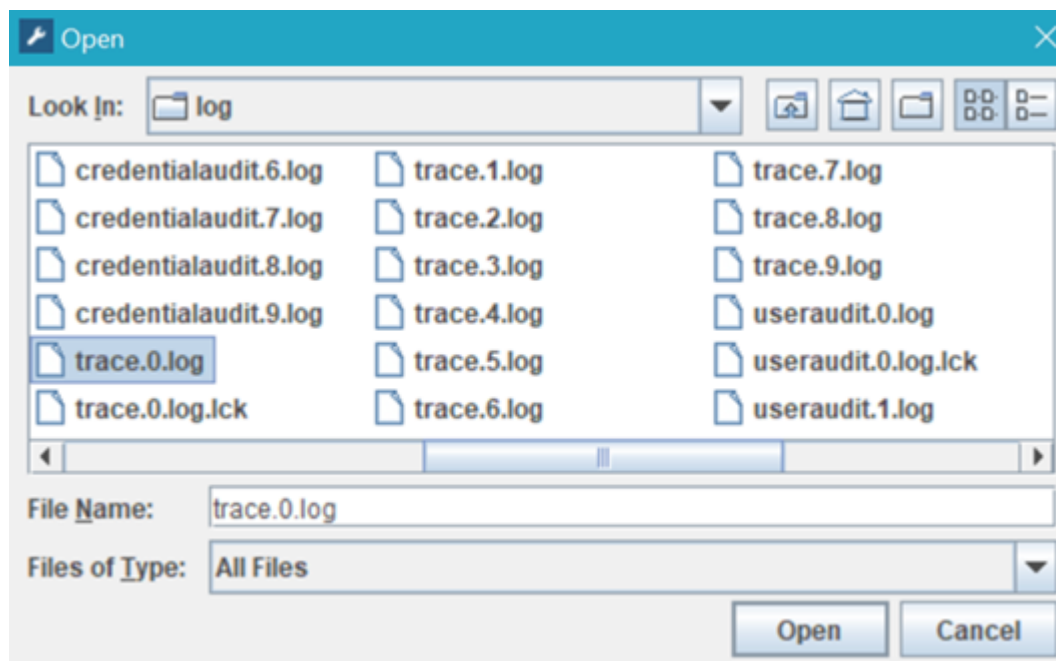 Open
Look In: log
credentialaudit.6.log trace.1.log trace.7.log
credentialaudit.7.log trace.2.log trace.8.log
credentialaudit.8.log trace.3.log trace.9.log
credentialaudit.9.log trace.4.log useraudit.0.log
trace.0.log trace.5.log useraudit.0.log.lck
trace.0.log.lck trace.6.log useraudit.1.log
File Name: trace.0.log
Files of Type: All Files
Open Cancel